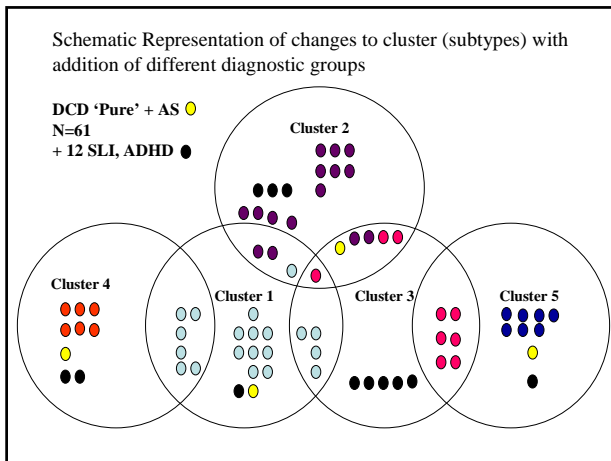 Schematic Representation of changes to cluster (subtypes) with
addition of different diagnostic groups
DCD ‘Pure’ + AS
N=61
+ 12 SLI, ADHD
Cluster 2
Cluster 4
Cluster 1
Cluster 3
Cluster 5